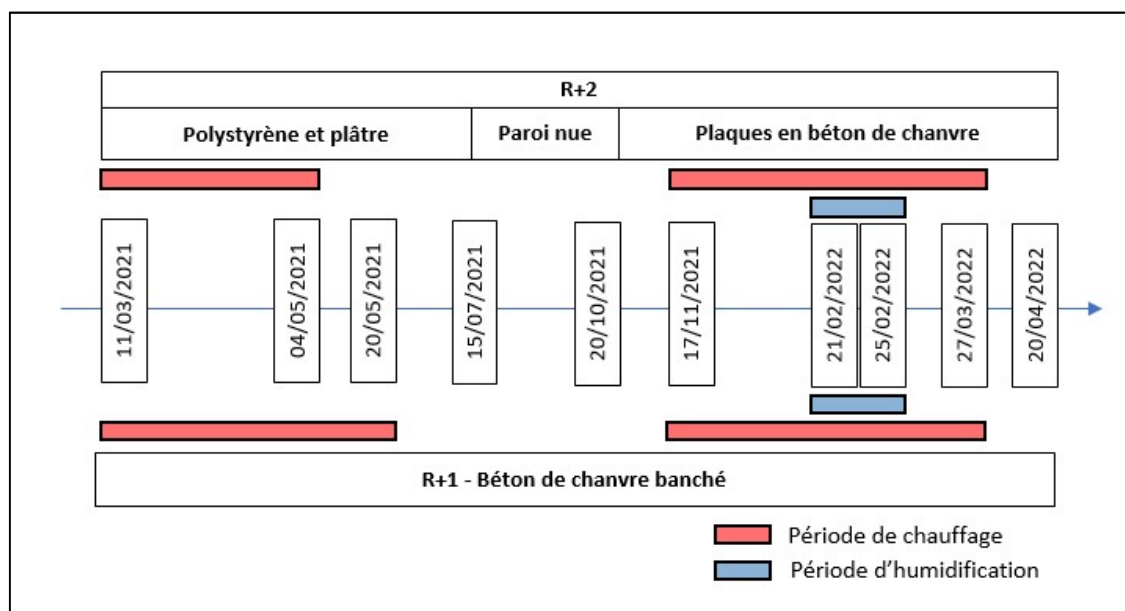 R+2
Polystyrène et plâtre
Paroi nue
Plaques en béton de chanvre
11/03/2021
04/05/2021
20/05/2021
15/07/2021
20/10/2021
17/11/2021
21/02/2022
25/02/2022
27/03/2022
20/04/2022
R+1 - Béton de chanvre banché
Période de chauffage
Période d'humidification